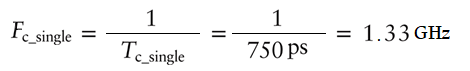 F_c_single = 1 / T_c_single = 1 / 750 ps = 1.33 GHz